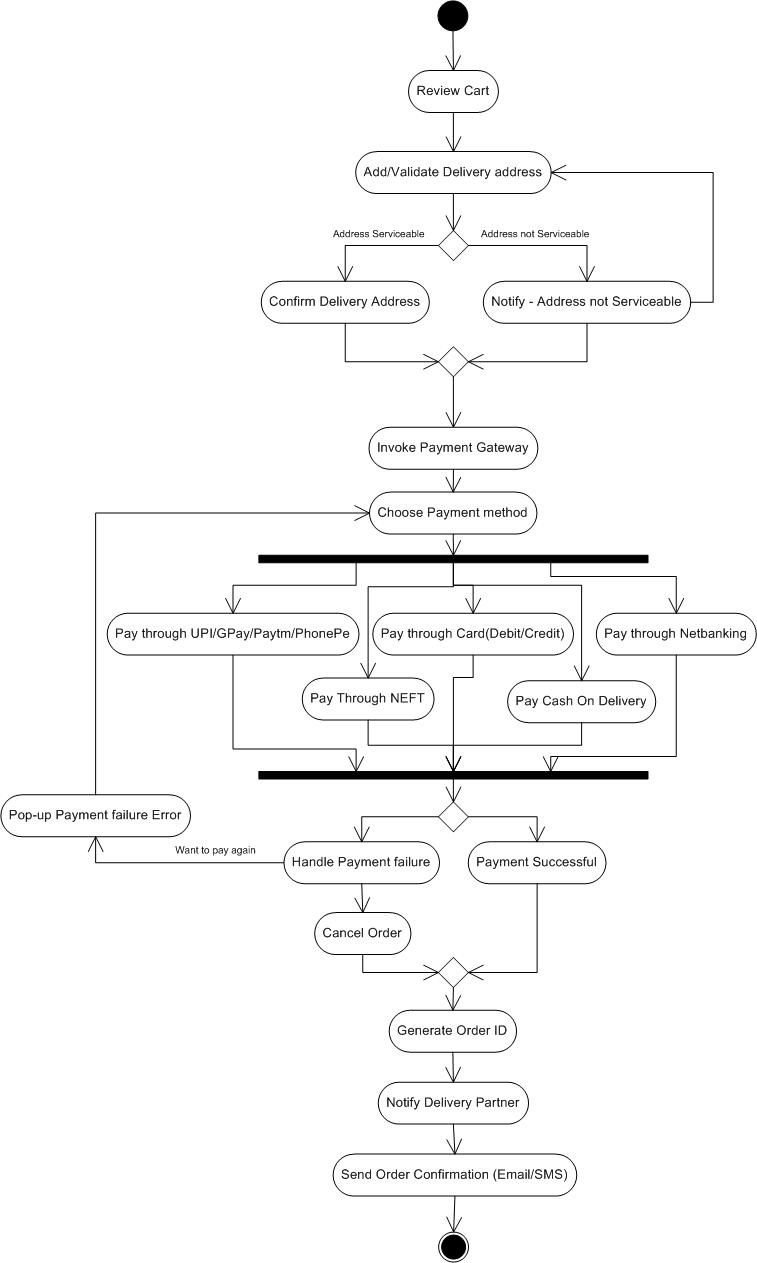 Review Cart
Add/Validate Delivery address
Address Serviceable
Address not Serviceable
Confirm Delivery Address
Notify - Address not Serviceable
Invoke Payment Gateway
Choose Payment method
Pay through UPI/GPay/Paytm/PhonePe
Pay through Card(Debit/Credit)
Pay through Netbanking
Pay Through NEFT
Pay Cash On Delivery
Pop-up Payment failure Error
Want to pay again
Handle Payment failure
Payment Successful
Cancel Order
Generate Order ID
Notify Delivery Partner
Send Order Confirmation (Email/SMS)